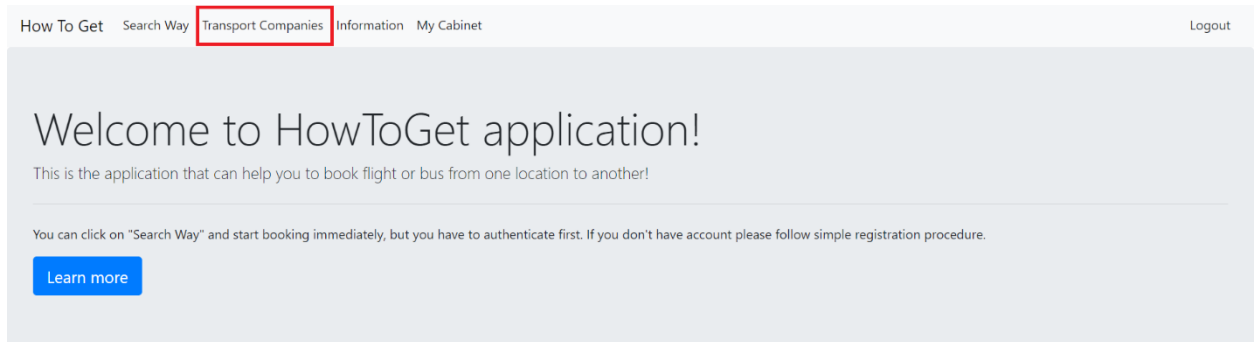 How To Get Search Way Transport Companies Information My Cabinet Logout
Welcome to HowToGet application!
This is the application that can help you to book flight or bus from one location to another!
You can click on "Search Way" and start booking immediately, but you have to authenticate first. If you don't have account please follow simple registration procedure.
Learn more